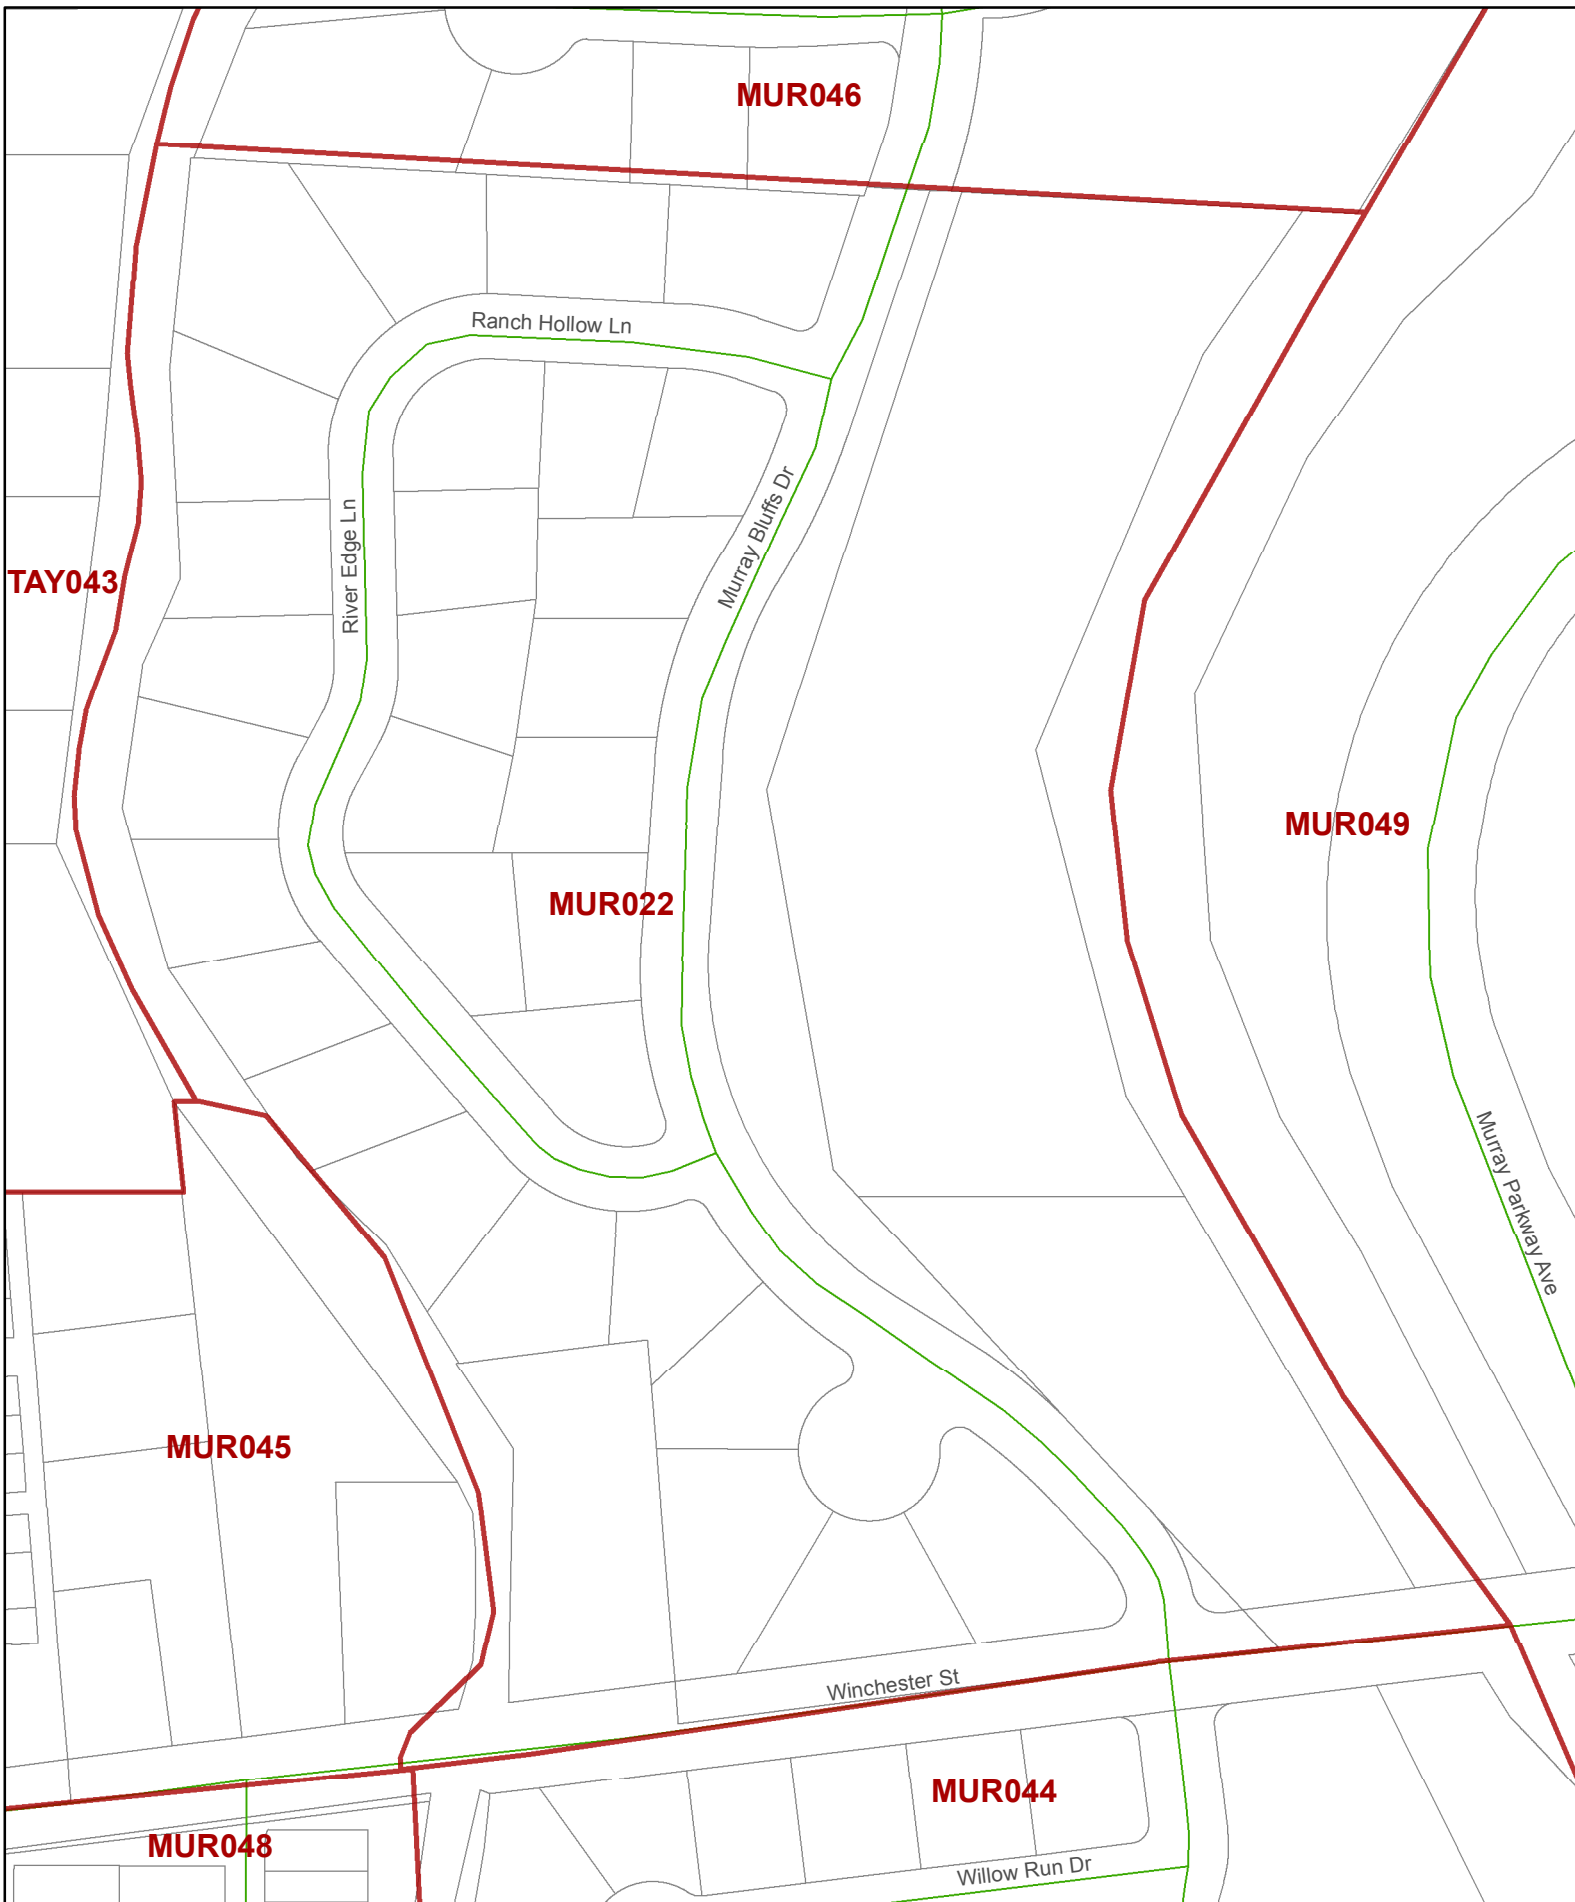 MUR046
Ranch Hollow Ln
Murray Bluffs Dr
River Edge Ln
TAY043
MUR049
MUR022
Murray Parkway Ave
MUR045
Winchester St
MUR044
MUR048
Willow Run Dr